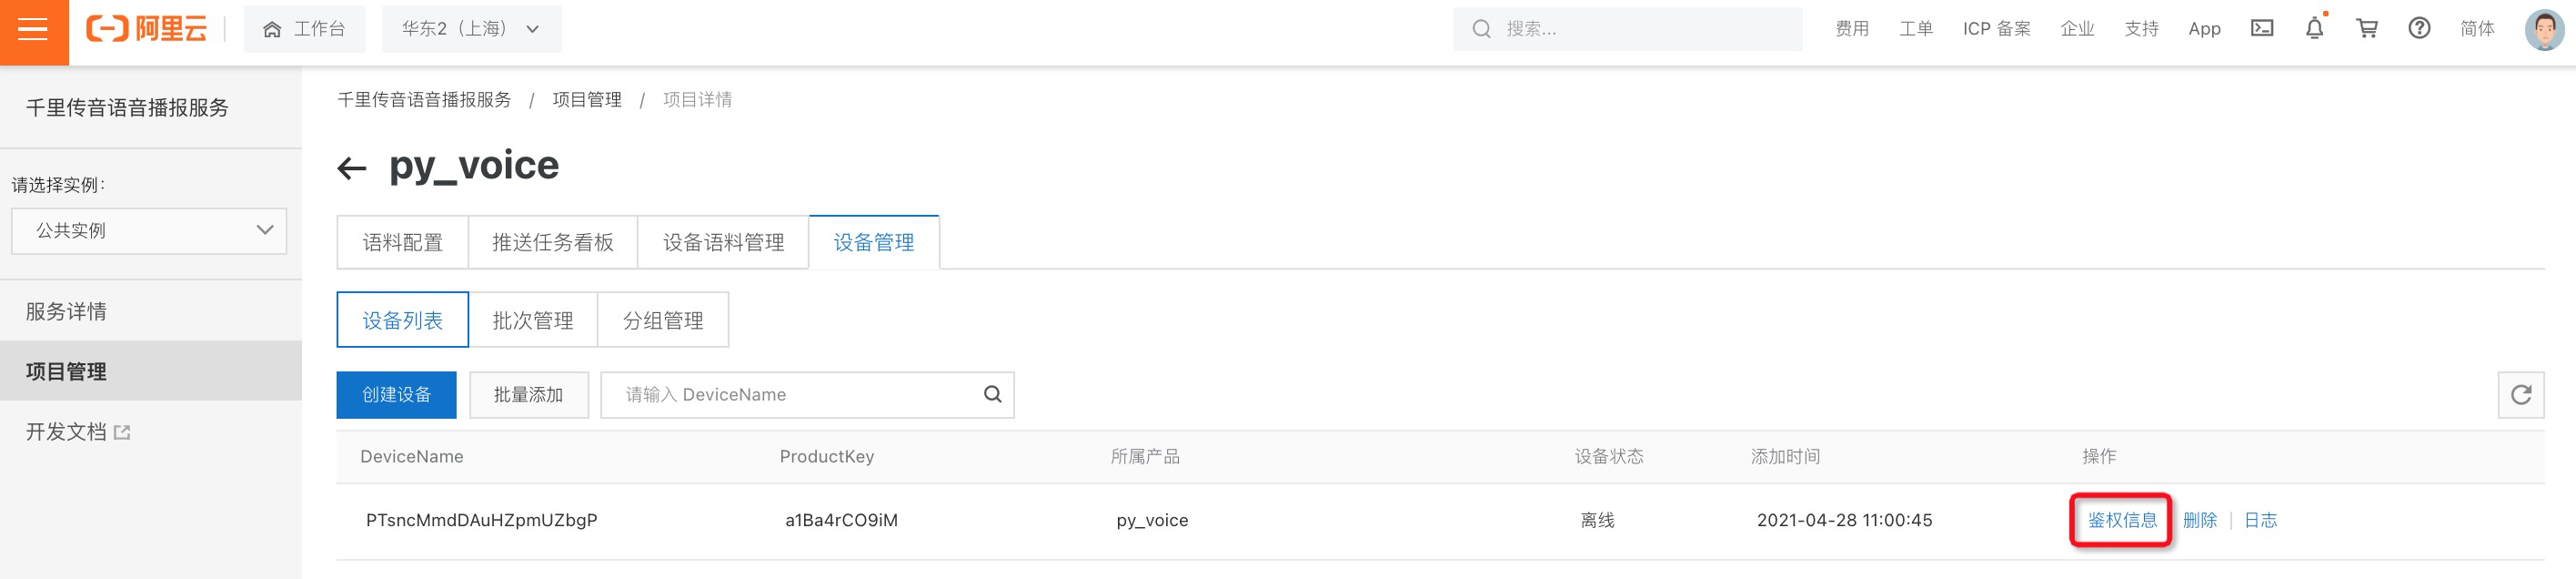 阿里云
工作台
华东2（上海）
搜索...
费用 工单 ICP 备案 企业 支持 App 简体
千里传音语音播报服务
请选择实例：
公共实例
服务详情
项目管理
开发文档
千里传音语音播报服务 / 项目管理 / 项目详情
py_voice
语料配置 推送任务看板 设备语料管理 设备管理
设备列表 批次管理 分组管理
创建设备 批量添加 请输入 DeviceName
DeviceName ProductKey 所属产品 设备状态 添加时间 操作
PTsncMmdDAuHZpmUZbgP a1Ba4rCO9iM py_voice 离线 2021-04-28 11:00:45 鉴权信息 删除 | 日志